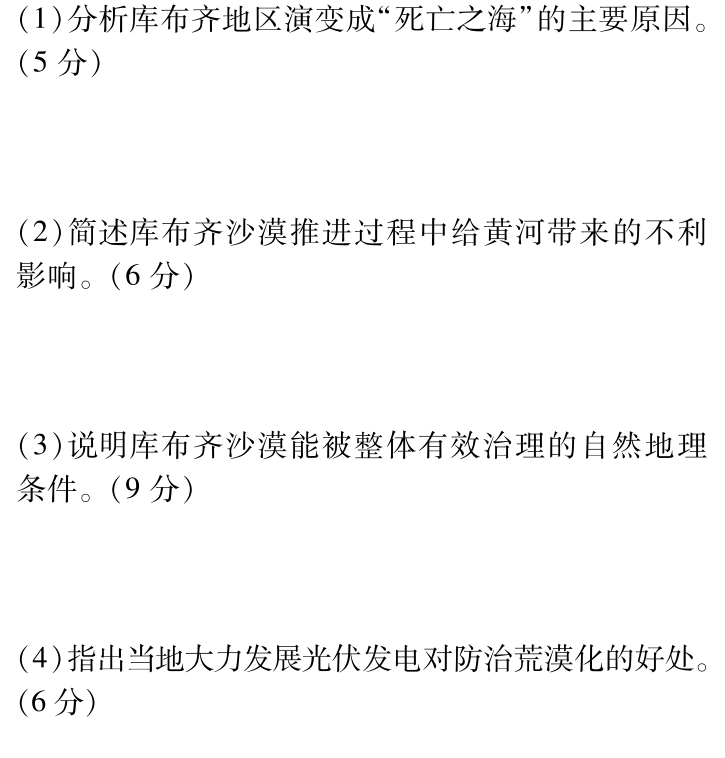 (1)分析库布齐地区演变成“死亡之海”的主要原因。
(5 分)
(2)简述库布齐沙漠推进过程中给黄河带来的不利
影响。(6 分)
(3)说明库布齐沙漠能被整体有效治理的自然地理
条件。(9 分)
(4)指出当地大力发展光伏发电对防治荒漠化的好处。
(6 分)